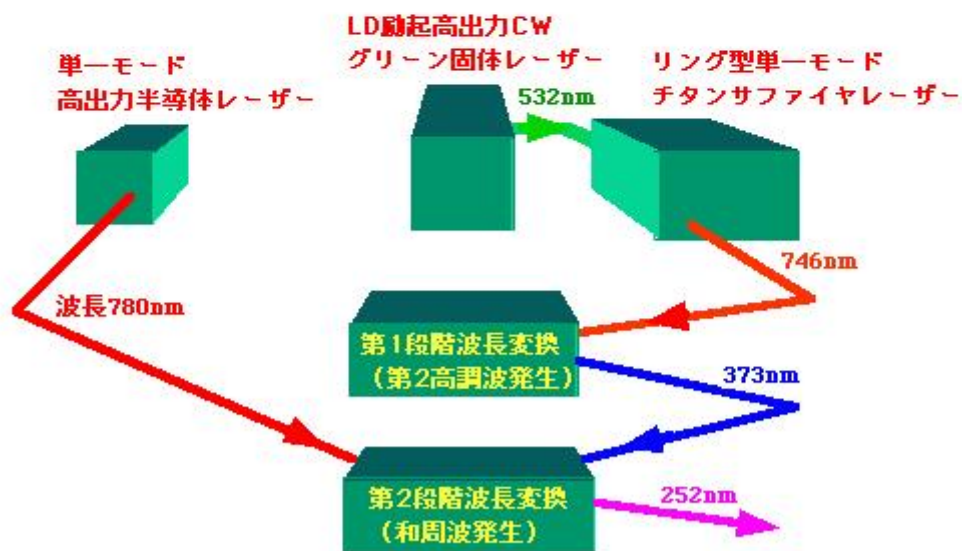 単一モード
高出力半導体レーザー
LD励起高出力CW
グリーン固体レーザー
532nm
リング型単一モード
チタンサファイヤレーザー
746nm
波長780nm
第1段階波長変換
(第2高調波発生)
373nm
第2段階波長変換
(和周波発生)
252nm